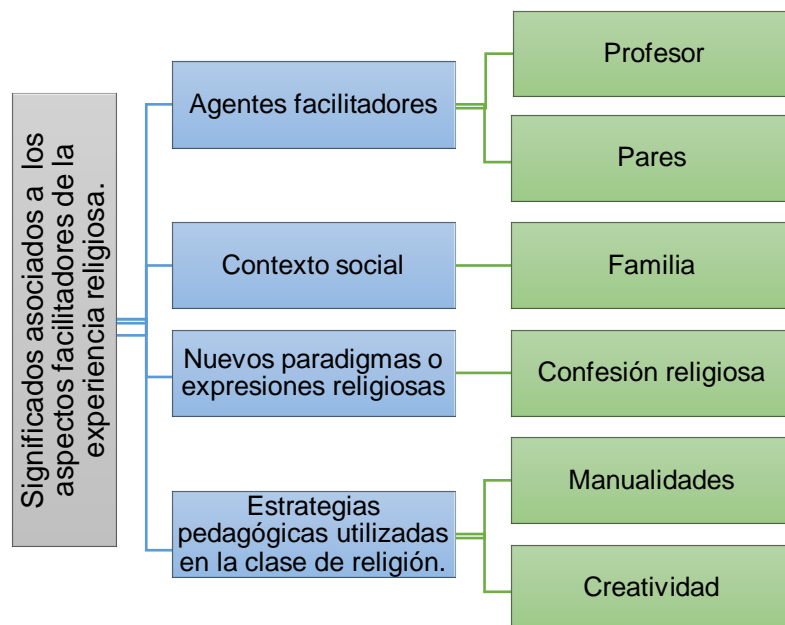 Significados asociados a los
aspectos facilitadores de la
experiencia religiosa.
Agentes facilitadores
Profesor
Pares
Contexto social
Familia
Nuevos paradigmas o
expresiones religiosas
Confesión religiosa
Estrategias
pedagógicas utilizadas
en la clase de religión.
Manualidades
Creatividad